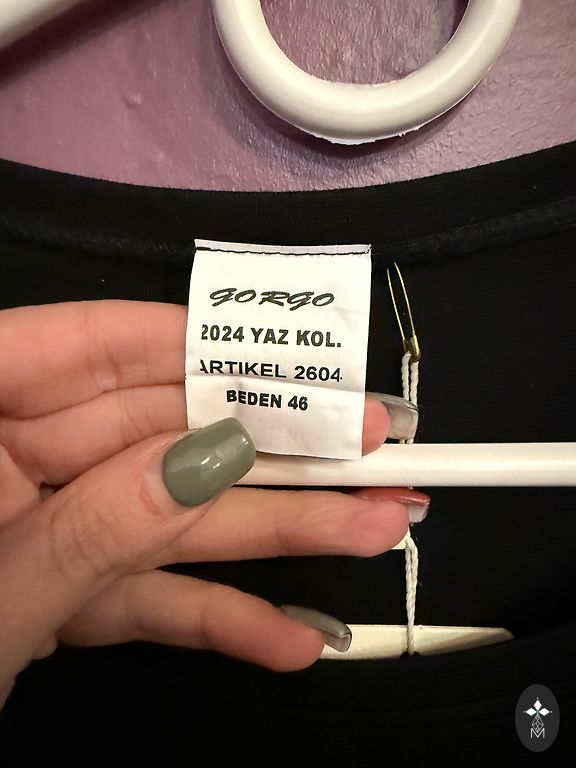 GORGO
2024 YAZ KOL.
ARTIKEL 2604
BEDEN 46
M